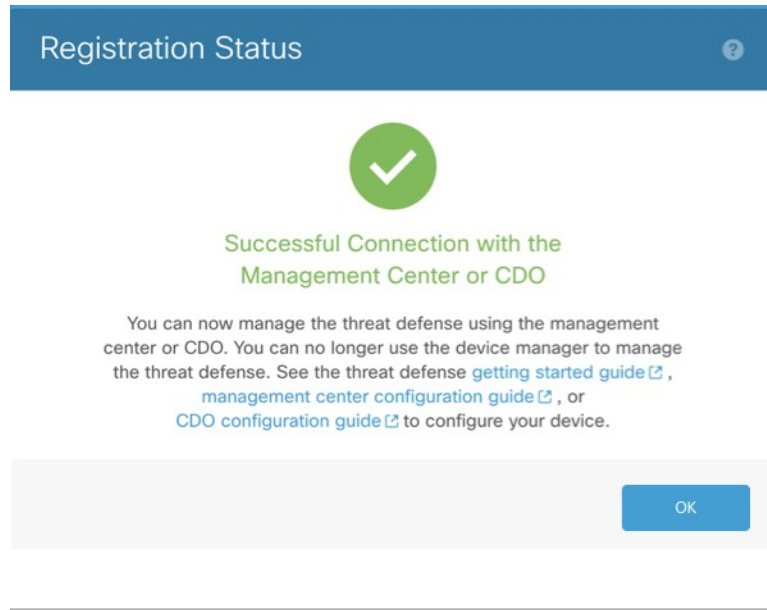 Registration Status
?
Successful Connection with the
Management Center or CDO
You can now manage the threat defense using the management
center or CDO. You can no longer use the device manager to manage
the threat defense. See the threat defense getting started guide ,
management center configuration guide , or
CDO configuration guide to configure your device.
OK